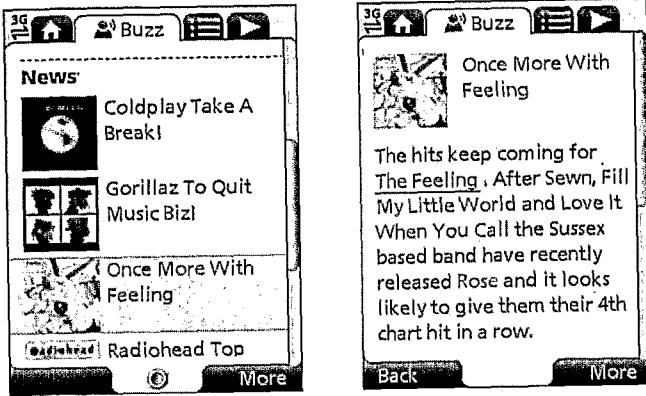 3G
Buzz
News
Coldplay Take A
Break!
Gorillaz To Quit
Music Biz!
Once More With
Feeling
Radiohead
Radiohead Top
More
3G
Buzz
Once More With
Feeling
The hits keep coming for
The Feeling. After Sewn, Fill
My Little World and Love It
When You Call the Sussex
based band have recently
released Rose and it looks
likely to give them their 4th
chart hit in a row.
Back
More